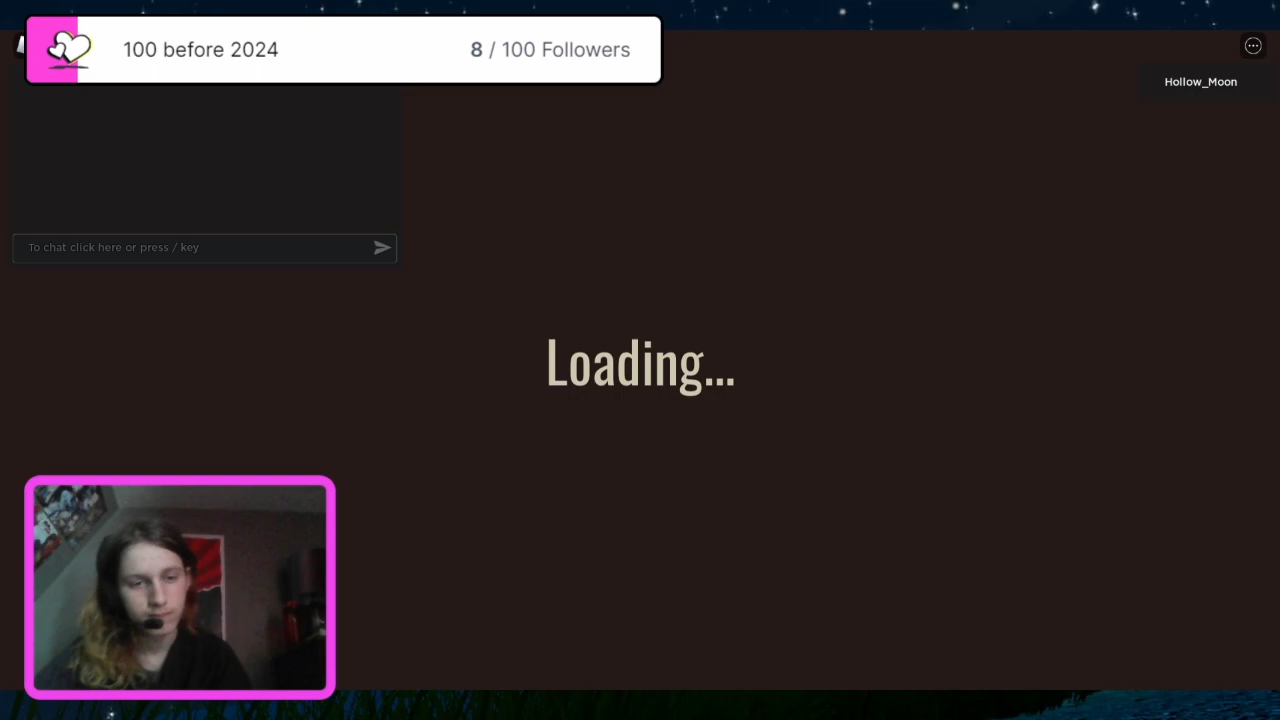 100 before 2024
8 / 100 Followers
Hollow_Moon
To chat click here or press / key
Loading...